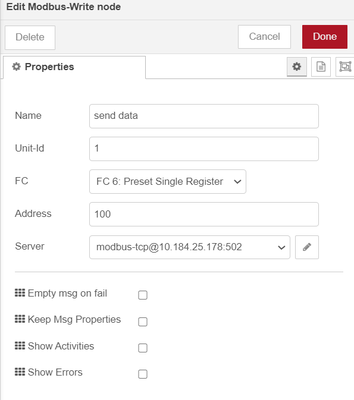 Edit Modbus-Write node
Delete
Cancel
Done
Properties
Name
send data
Unit-Id
1
FC
FC 6: Preset Single Register
Address
100
Server
modbus-tcp@10.184.25.178:502
Empty msg on fail
Keep Msg Properties
Show Activities
Show Errors